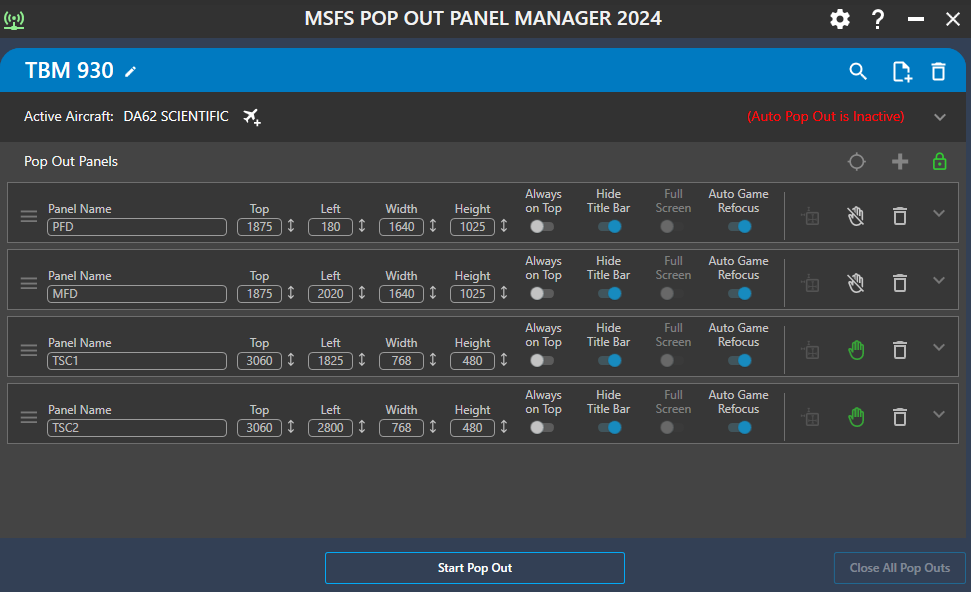 MSFS POP OUT PANEL MANAGER 2024
TBM 930
Active Aircraft: DA62 SCIENTIFIC (Auto Pop Out is Inactive)
Pop Out Panels
Panel Name Top Left Width Height Always on Top Hide Title Bar Full Screen Auto Game Refocus
PFD 1875 180 1640 1025
Panel Name Top Left Width Height Always on Top Hide Title Bar Full Screen Auto Game Refocus
MFD 1875 2020 1640 1025
Panel Name Top Left Width Height Always on Top Hide Title Bar Full Screen Auto Game Refocus
TSC1 3060 1825 768 480
Panel Name Top Left Width Height Always on Top Hide Title Bar Full Screen Auto Game Refocus
TSC2 3060 2800 768 480
Start Pop Out Close All Pop Outs